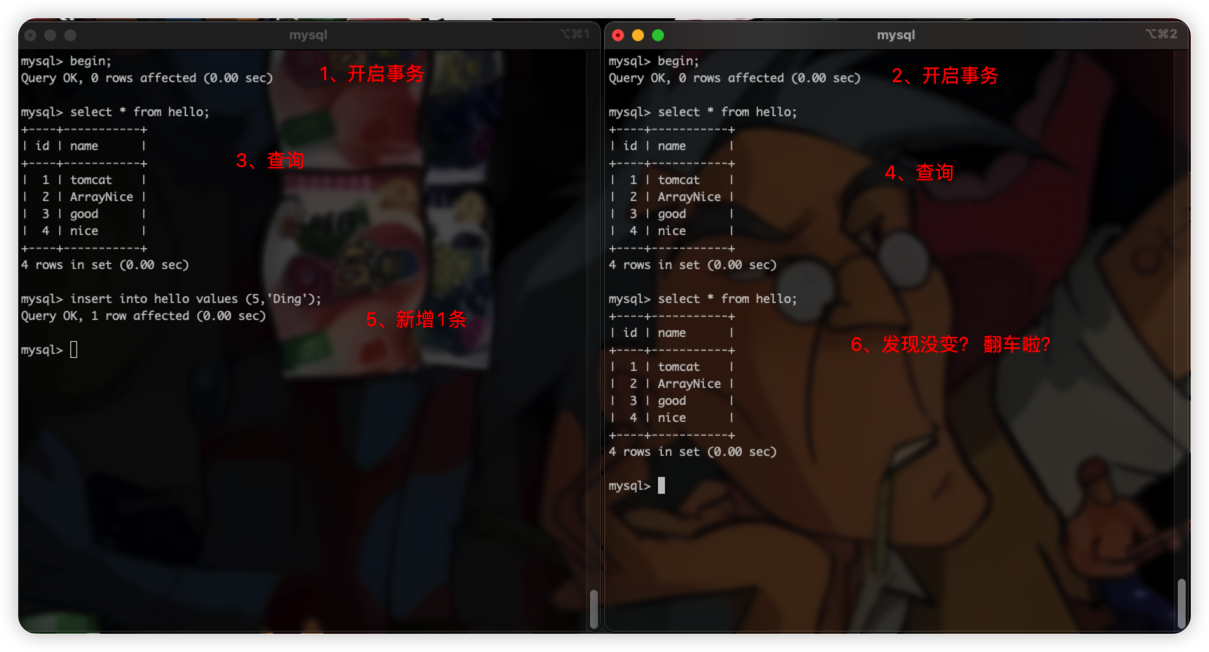 mysql
⌥⌘1
mysql> begin;
Query OK, 0 rows affected (0.00 sec)
1、开启事务
mysql> select * from hello;
+----+-----------+
| id | name      |
+----+-----------+
3、查询
|  1 | tomcat    |
|  2 | ArrayNice |
|  3 | good      |
|  4 | nice      |
+----+-----------+
4 rows in set (0.00 sec)
mysql> insert into hello values (5,'Ding');
Query OK, 1 row affected (0.00 sec)
5、新增1条
mysql>
mysql
⌥⌘2
mysql> begin;
Query OK, 0 rows affected (0.00 sec)
2、开启事务
mysql> select * from hello;
+----+-----------+
| id | name      |
+----+-----------+
4、查询
|  1 | tomcat    |
|  2 | ArrayNice |
|  3 | good      |
|  4 | nice      |
+----+-----------+
4 rows in set (0.00 sec)
mysql> select * from hello;
+----+-----------+
| id | name      |
+----+-----------+
6、发现没变? 翻车啦?
|  1 | tomcat    |
|  2 | ArrayNice |
|  3 | good      |
|  4 | nice      |
+----+-----------+
4 rows in set (0.00 sec)
mysql>